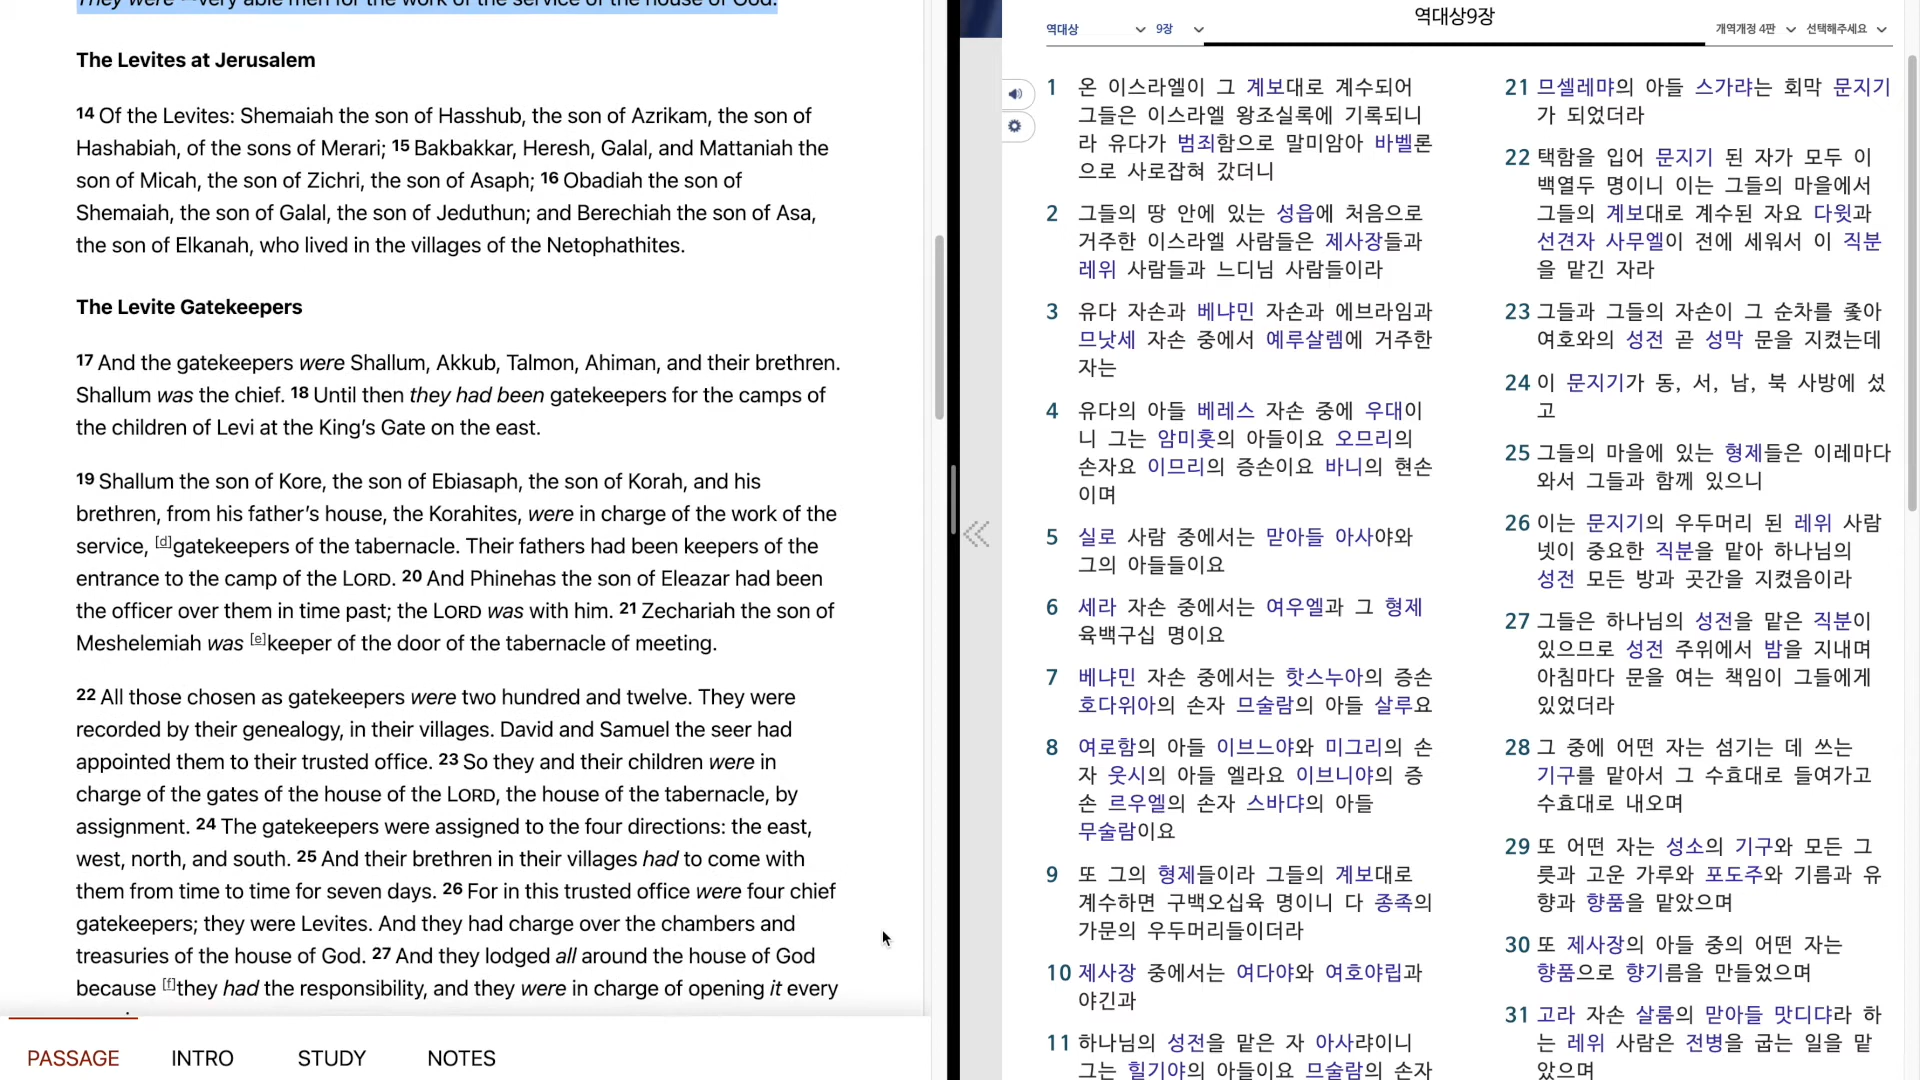 They were very able men for the work of the service of the house of God.
The Levites at Jerusalem
14 Of the Levites: Shemaiah the son of Hasshub, the son of Azrikam, the son of
Hashabiah, of the sons of Merari; 15 Bakbakkar, Heresh, Galal, and Mattaniah the
son of Micah, the son of Zichri, the son of Asaph; 16 Obadiah the son of
Shemaiah, the son of Galal, the son of Jeduthun; and Berechiah the son of Asa,
the son of Elkanah, who lived in the villages of the Netophathites.
The Levite Gatekeepers
17 And the gatekeepers were Shallum, Akkub, Talmon, Ahiman, and their brethren.
Shallum was the chief. 18 Until then they had been gatekeepers for the camps of
the children of Levi at the King's Gate on the east.
19 Shallum the son of Kore, the son of Ebiasaph, the son of Korah, and his
brethren, from his father's house, the Korahites, were in charge of the work of the
service, [d]gatekeepers of the tabernacle. Their fathers had been keepers of the
entrance to the camp of the LORD. 20 And Phinehas the son of Eleazar had been
the officer over them in time past; the LORD was with him. 21 Zechariah the son of
Meshelemiah was [e]keeper of the door of the tabernacle of meeting.
22 All those chosen as gatekeepers were two hundred and twelve. They were
recorded by their genealogy, in their villages. David and Samuel the seer had
appointed them to their trusted office. 23 So they and their children were in
charge of the gates of the house of the LORD, the house of the tabernacle, by
assignment. 24 The gatekeepers were assigned to the four directions: the east,
west, north, and south. 25 And their brethren in their villages had to come with
them from time to time for seven days. 26 For in this trusted office were four chief
gatekeepers; they were Levites. And they had charge over the chambers and
treasuries of the house of God. 27 And they lodged all around the house of God
because [f]they had the responsibility, and they were in charge of opening it every
PASSAGE INTRO STUDY NOTES
역대상9장
역대상 9장 개역개정 4판 선택해주세요
1 온 이스라엘이 그 계보대로 계수되어
그들은 이스라엘 왕조실록에 기록되니
라 유다가 범죄함으로 말미암아 바벨론
으로 사로잡혀 갔더니
2 그들의 땅 안에 있는 성읍에 처음으로
거주한 이스라엘 사람들은 제사장들과
레위 사람들과 느디님 사람들이라
3 유다 자손과 베냐민 자손과 에브라임과
므낫세 자손 중에서 예루살렘에 거주한
자는
4 유다의 아들 베레스 자손 중에 우대이
니 그는 암미훗의 아들이요 오므리의
손자요 이므리의 증손이요 바니의 현손
이며
5 실로 사람 중에서는 맏아들 아사야와
그의 아들들이요
6 세라 자손 중에서는 여우엘과 그 형제
육백구십 명이요
7 베냐민 자손 중에서는 핫스누아의 증손
호다위아의 손자 므술람의 아들 살루요
8 여로함의 아들 이브느야와 미그리의 손
자 웃시의 아들 엘라요 이브니야의 증
손 르우엘의 손자 스바댜의 아들
무술람이요
9 또 그의 형제들이라 그들의 계보대로
계수하면 구백오십육 명이니 다 종족의
가문의 우두머리들이더라
10 제사장 중에서는 여다야와 여호야립과
야긴과
11 하나님의 성전을 맡은 자 아사랴이니
그는 힐기야의 아들이요 므술람의 손자
21 므셀레먀의 아들 스가랴는 회막 문지기
가 되었더라
22 택함을 입어 문지기 된 자가 모두 이
백열두 명이니 이는 그들의 마을에서
그들의 계보대로 계수된 자요 다윗과
선견자 사무엘이 전에 세워서 이 직분
을 맡긴 자라
23 그들과 그들의 자손이 그 순차를 좇아
여호와의 성전 곧 성막 문을 지켰는데
24 이 문지기가 동, 서, 남, 북 사방에 섰
고
25 그들의 마을에 있는 형제들은 이레마다
와서 그들과 함께 있으니
26 이는 문지기의 우두머리 된 레위 사람
넷이 중요한 직분을 맡아 하나님의
성전 모든 방과 곳간을 지켰음이라
27 그들은 하나님의 성전을 맡은 직분이
있으므로 성전 주위에서 밤을 지내며
아침마다 문을 여는 책임이 그들에게
있었더라
28 그 중에 어떤 자는 섬기는 데 쓰는
기구를 맡아서 그 수효대로 들여가고
수효대로 내오며
29 또 어떤 자는 성소의 기구와 모든 그
릇과 고운 가루와 포도주와 기름과 유
향과 향품을 맡았으며
30 또 제사장의 아들 중의 어떤 자는
향품으로 향기름을 만들었으며
31 고라 자손 살룸의 맏아들 맛디댜라 하
는 레위 사람은 전병을 굽는 일을 맡
았으며